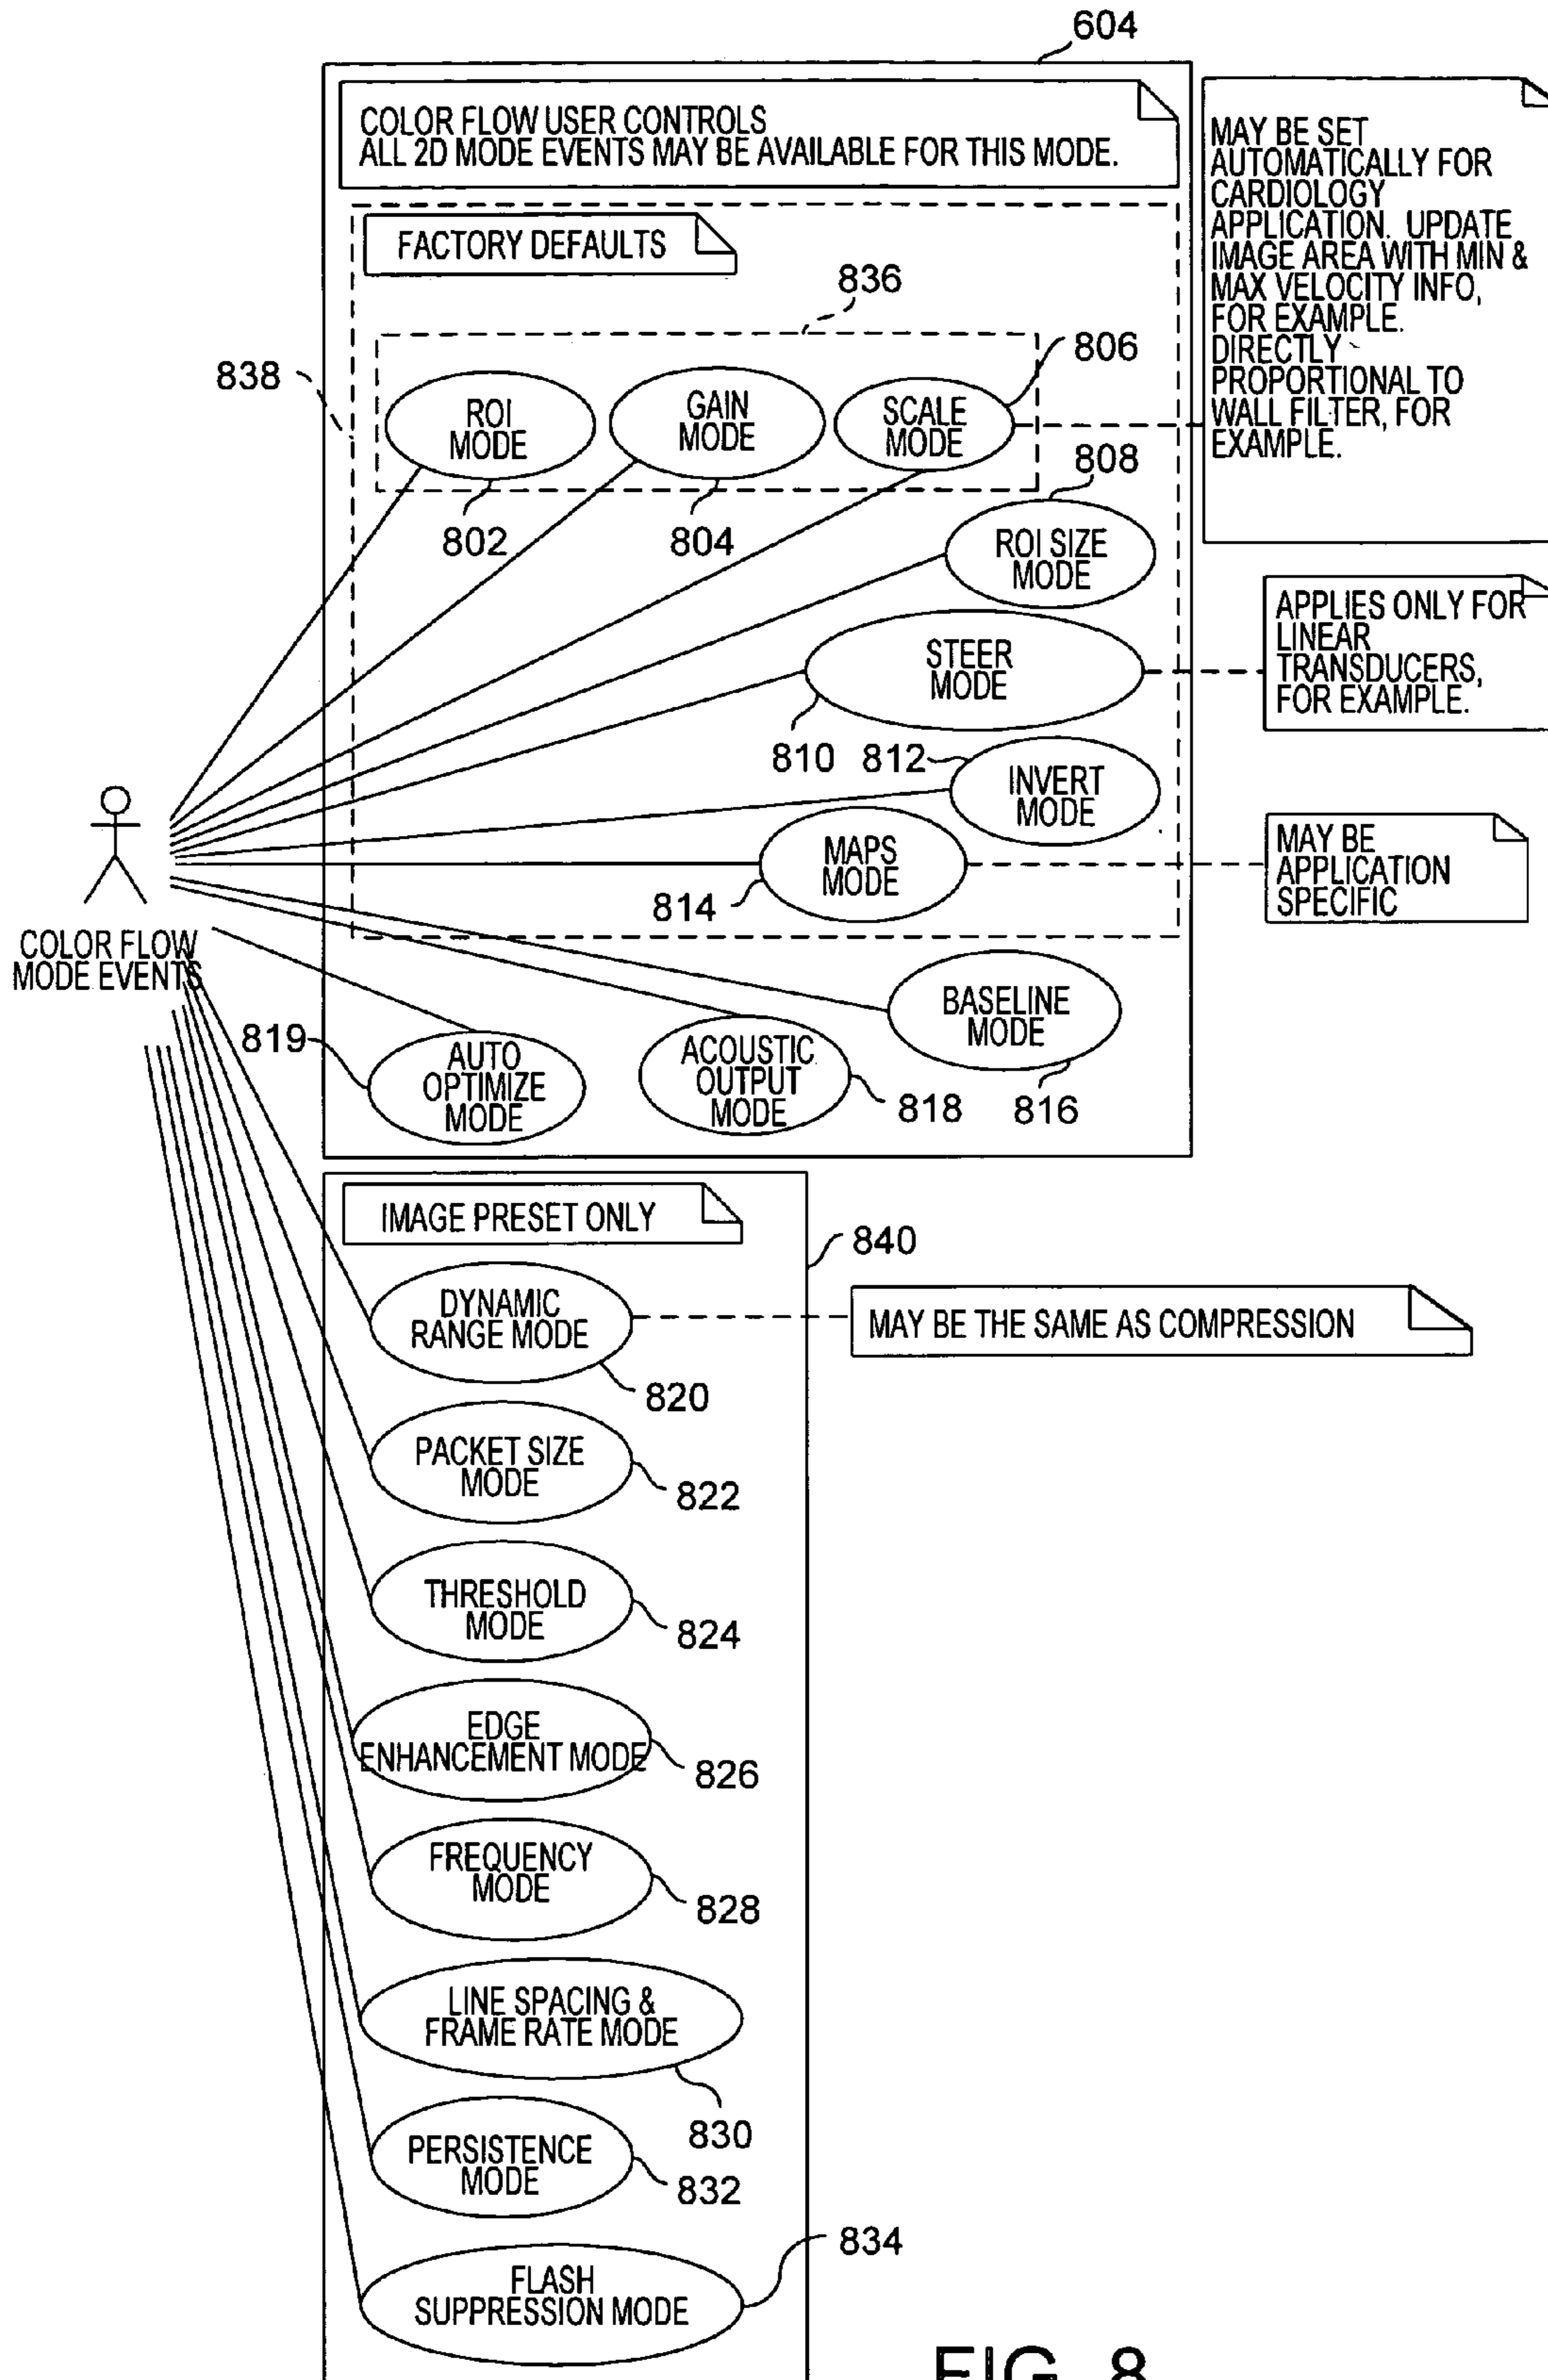 604
COLOR FLOW USER CONTROLS
ALL 2D MODE EVENTS MAY BE AVAILABLE FOR THIS MODE.
MAY BE SET
AUTOMATICALLY FOR
CARDIOLOGY
APPLICATION. UPDATE
IMAGE AREA WITH MIN &
MAX VELOCITY INFO,
FOR EXAMPLE.
DIRECTLY
PROPORTIONAL TO
WALL FILTER, FOR
EXAMPLE.
FACTORY DEFAULTS
836
838
806
ROI
MODE
GAIN
MODE
SCALE
MODE
802
804
808
ROI SIZE
MODE
APPLIES ONLY FOR
LINEAR
TRANSDUCERS,
FOR EXAMPLE.
STEER
MODE
810
812
INVERT
MODE
MAPS
MODE
814
MAY BE
APPLICATION
SPECIFIC
COLOR FLOW
MODE EVENTS
BASELINE
MODE
816
819
AUTO
OPTIMIZE
MODE
ACOUSTIC
OUTPUT
MODE
818
IMAGE PRESET ONLY
840
DYNAMIC
RANGE MODE
820
MAY BE THE SAME AS COMPRESSION
PACKET SIZE
MODE
822
THRESHOLD
MODE
824
EDGE
ENHANCEMENT MODE
826
FREQUENCY
MODE
828
LINE SPACING &
FRAME RATE MODE
830
PERSISTENCE
MODE
832
834
FLASH
SUPPRESSION MODE
FIG. 8